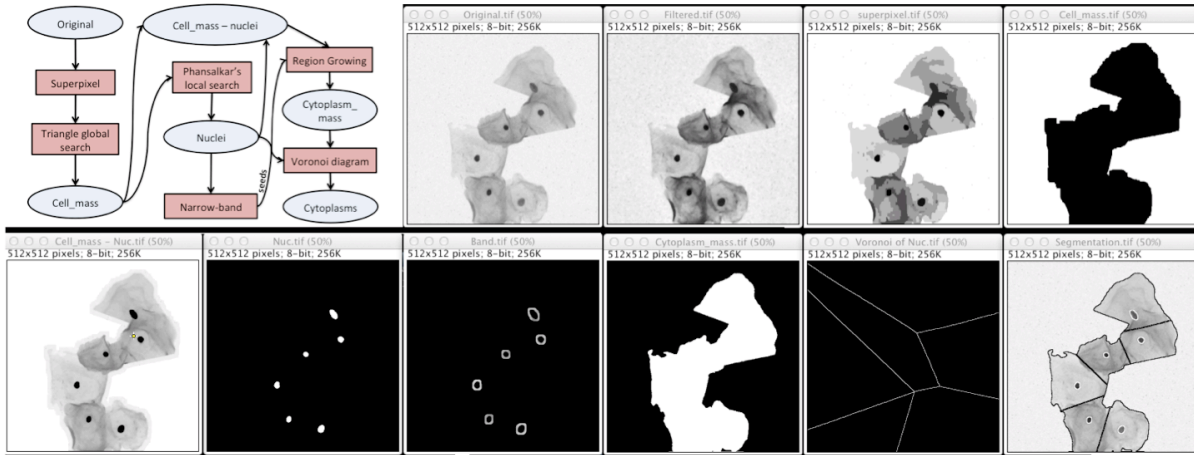 Original
Superpixel
Triangle global
search
Cell_mass
Cell_mass – nuclei
Phansalkar's
local search
Nuclei
Narrow-band
seeds
Region Growing
Cytoplasm_
mass
Voronoi diagram
Cytoplasms
Original.tif (50%)
512x512 pixels; 8-bit; 256K
Filtered.tif (50%)
512x512 pixels; 8-bit; 256K
superpixel.tif (50%)
512x512 pixels; 8-bit; 256K
Cell_mass.tif (50%)
512x512 pixels; 8-bit; 256K
Cell_mass – Nuc.tif (50%)
512x512 pixels; 8-bit; 256K
Nuc.tif (50%)
512x512 pixels; 8-bit; 256K
Band.tif (50%)
512x512 pixels; 8-bit; 256K
Cytoplasm_mass.tif (50%)
512x512 pixels; 8-bit; 256K
Voronoi of Nuc.tif (50%)
512x512 pixels; 8-bit; 256K
Segmentation.tif (50%)
512x512 pixels; 8-bit; 256K